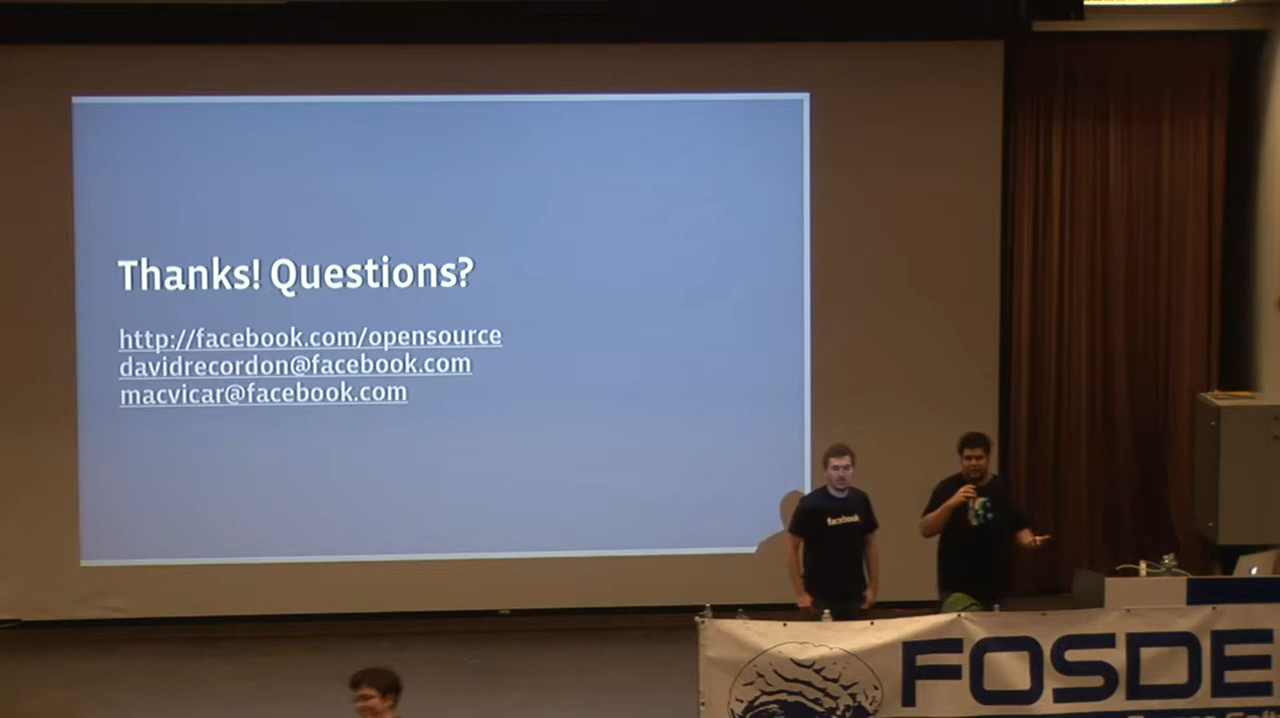 Thanks! Questions?
http://facebook.com/opensource
davidrecordon@facebook.com
macvicar@facebook.com
facebook
FOSDE